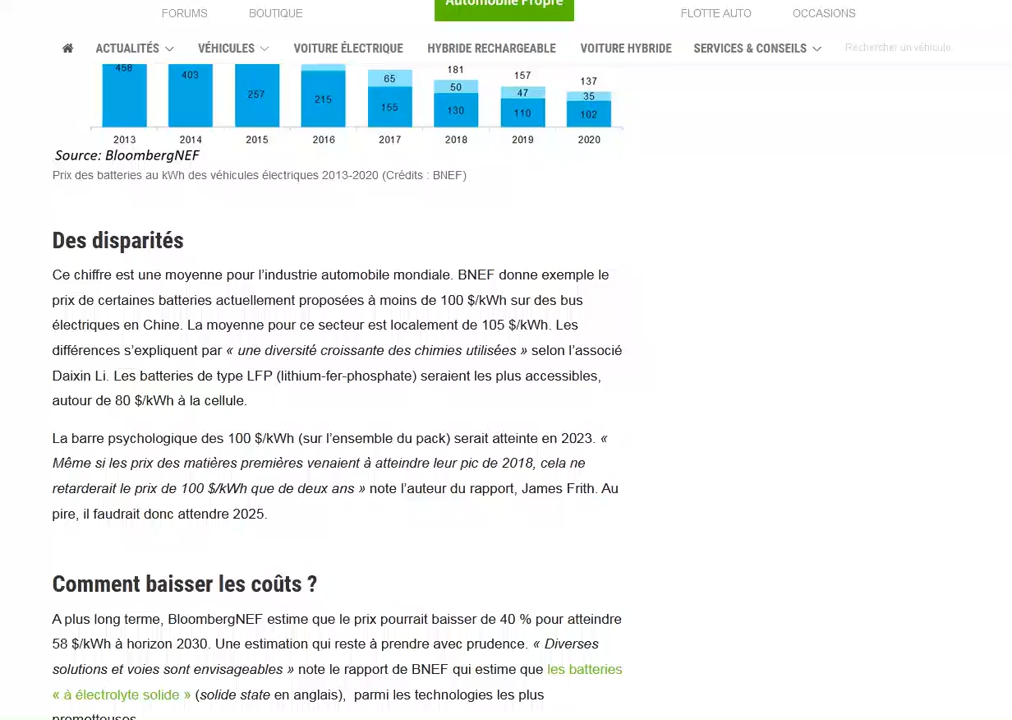 Automobile Propre
FORUMS BOUTIQUE FLOTTE AUTO OCCASIONS
ACTUALITÉS VÉHICULES VOITURE ÉLECTRIQUE HYBRIDE RECHARGEABLE VOITURE HYBRIDE SERVICES & CONSEILS Rechercher un véhicule.
458 403 257 215 65 155 181 50 130 157 47 110 137 35 102
2013 2014 2015 2016 2017 2018 2019 2020
Source: BloombergNEF
Prix des batteries au kWh des véhicules électriques 2013-2020 (Crédits : BNEF)
Des disparités
Ce chiffre est une moyenne pour l’industrie automobile mondiale. BNEF donne exemple le
prix de certaines batteries actuellement proposées à moins de 100 $/kWh sur des bus
électriques en Chine. La moyenne pour ce secteur est localement de 105 $/kWh. Les
différences s’expliquent par « une diversité croissante des chimies utilisées » selon l’associé
Daixin Li. Les batteries de type LFP (lithium-fer-phosphate) seraient les plus accessibles,
autour de 80 $/kWh à la cellule.
La barre psychologique des 100 $/kWh (sur l’ensemble du pack) serait atteinte en 2023. «
Même si les prix des matières premières venaient à atteindre leur pic de 2018, cela ne
retarderait le prix de 100 $/kWh que de deux ans » note l’auteur du rapport, James Frith. Au
pire, il faudrait donc attendre 2025.
Comment baisser les coûts ?
A plus long terme, BloombergNEF estime que le prix pourrait baisser de 40 % pour atteindre
58 $/kWh à horizon 2030. Une estimation qui reste à prendre avec prudence. « Diverses
solutions et voies sont envisageables » note le rapport de BNEF qui estime que les batteries
« à électrolyte solide » (solide state en anglais), parmi les technologies les plus
prometteuses.